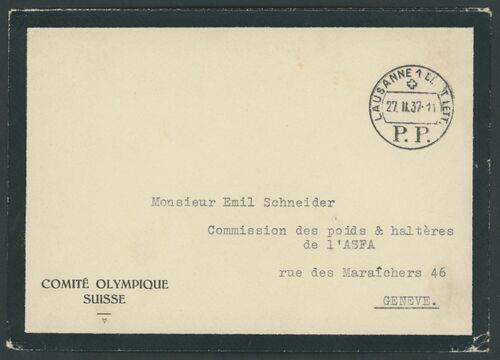 LAUSANNE 1
LETT.
27.II.37-11
P.P.
Monsieur Emil Schneider
Commission des poids & haltères
de l'ASFA
rue des Maraîchers 46
GENEVE.
COMITÉ OLYMPIQUE
SUISSE